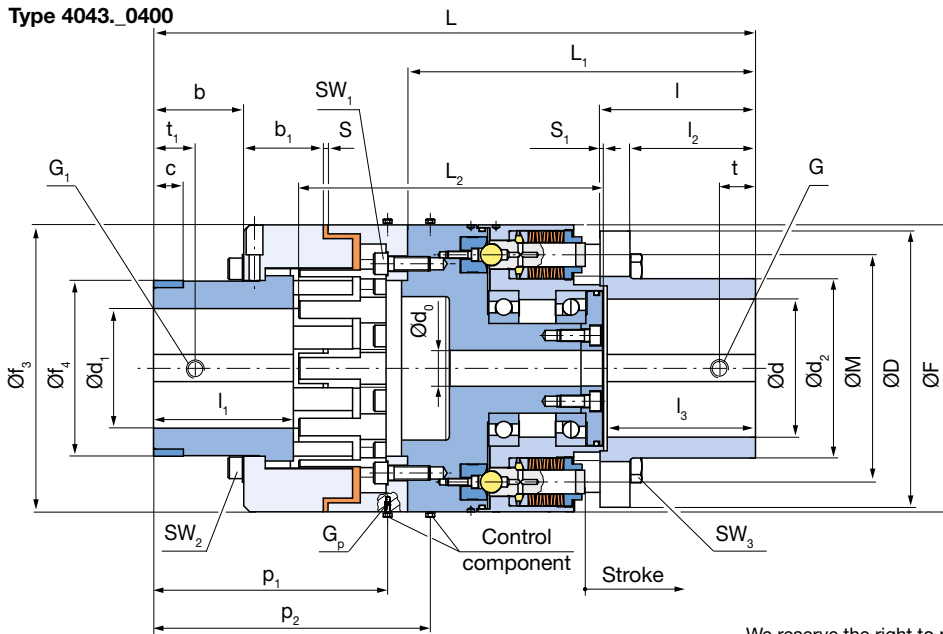 Type 4043._0400
L
L₁
b
SW₁
l
t₁
b₁
S
S₁
l₂
G₁
c
L₂
t
G
Øf₃
Øf₄
Ød₁
Ød₀
Ød
Ød₂
ØM
ØD
ØF
l₁
l₃
SW₂
Gₚ
Control
component
SW₃
p₁
Stroke
p₂
We reserve the right to